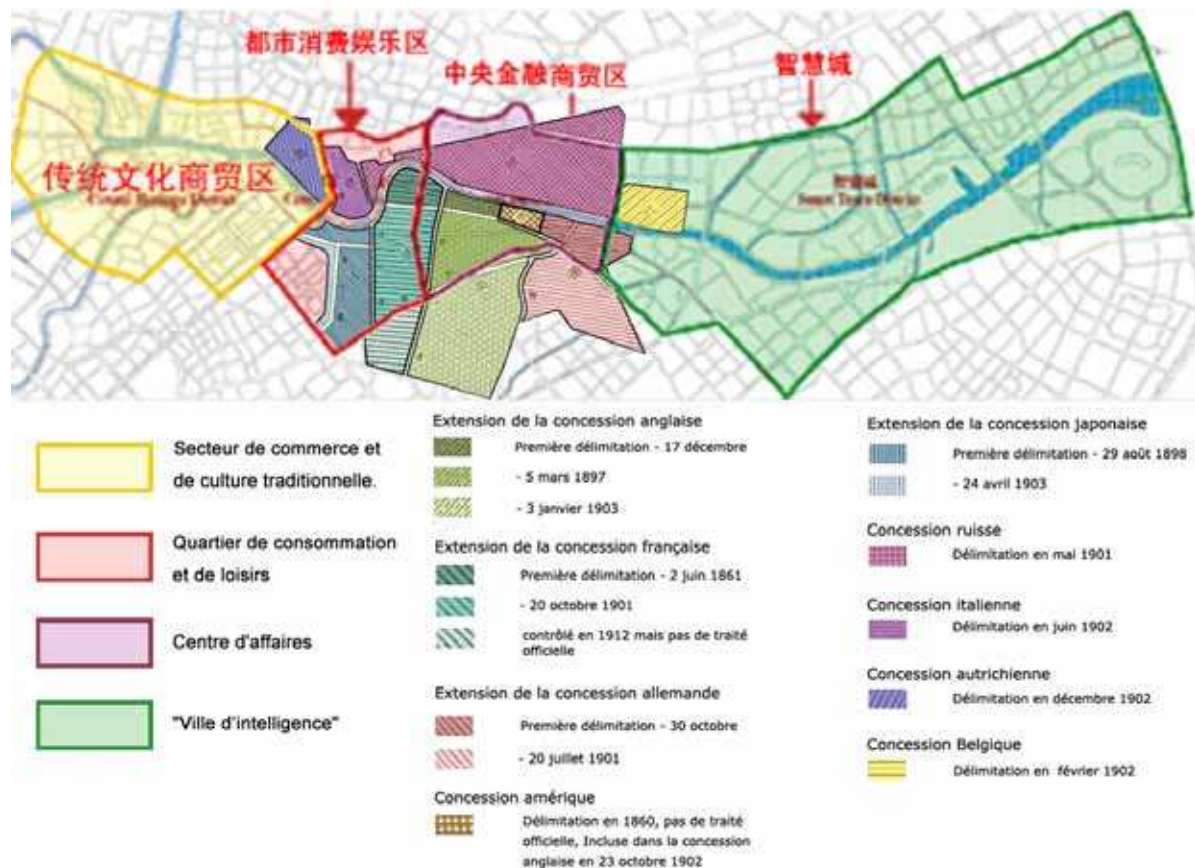 都市消费娱乐区
中央金融商贸区
智慧城
传统文化商贸区
智慧城
Smart Town District
Secteur de commerce et
de culture traditionnelle.
Quartier de consommation
et de loisirs
Centre d'affaires
"Ville d'intelligence"
Extension de la concession anglaise
Première délimitation - 17 décembre
- 5 mars 1897
- 3 janvier 1903
Extension de la concession française
Première délimitation - 2 juin 1861
- 20 octobre 1901
contrôlé en 1912 mais pas de traité
officielle
Extension de la concession allemande
Première délimitation - 30 octobre
- 20 juillet 1901
Concession amérique
Délimitation en 1860, pas de traité
officielle, Incluse dans la concession
anglaise en 23 octobre 1902
Extension de la concession japonaise
Première délimitation - 29 août 1898
- 24 avril 1903
Concession ruisse
Délimitation en mai 1901
Concession italienne
Délimitation en juin 1902
Concession autrichienne
Délimitation en décembre 1902
Concession Belgique
Délimitation en février 1902